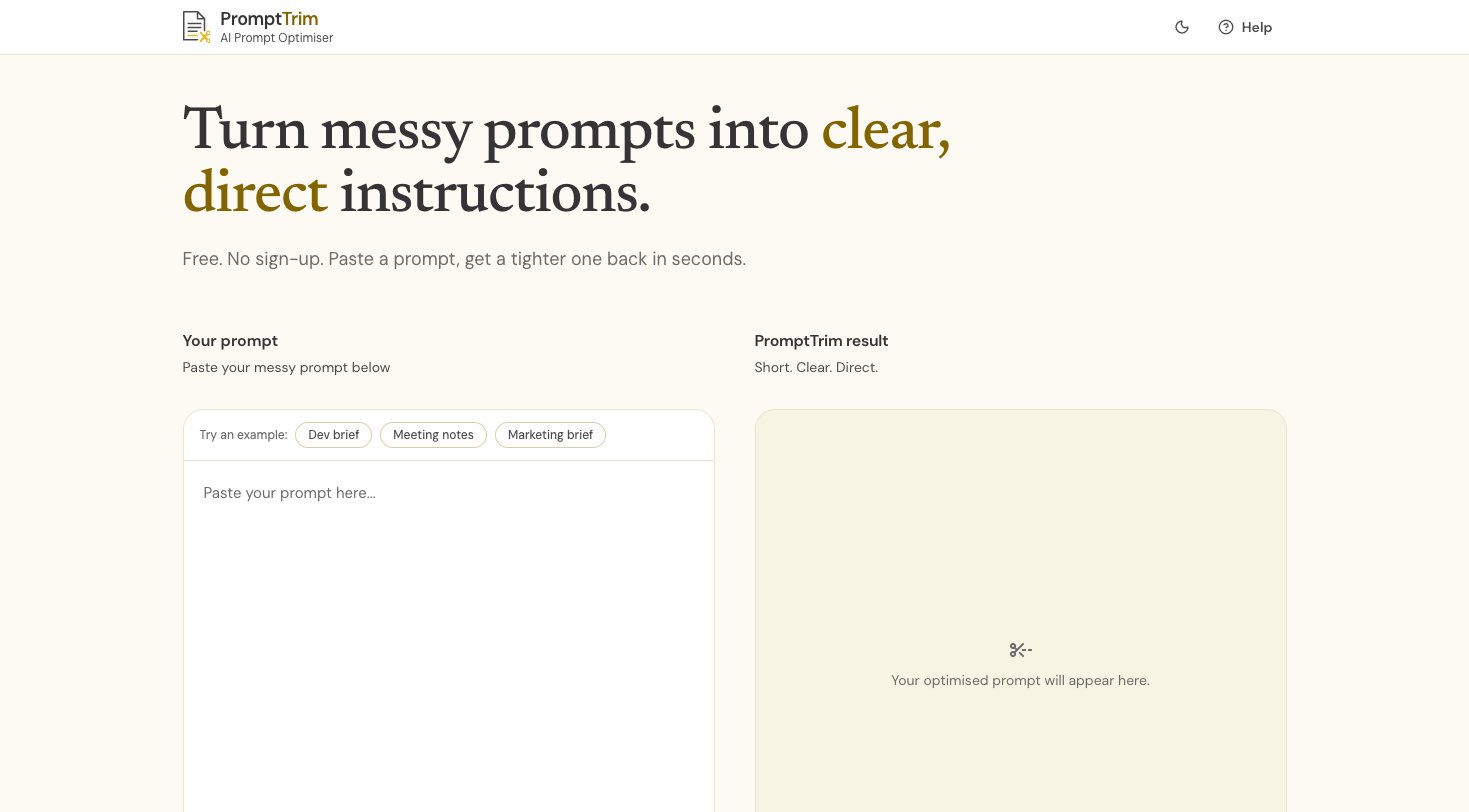 PromptTrim
AI Prompt Optimiser
Help
Turn messy prompts into clear,
direct instructions.
Free. No sign-up. Paste a prompt, get a tighter one back in seconds.
Your prompt
Paste your messy prompt below
Try an example:
Dev brief
Meeting notes
Marketing brief
Paste your prompt here...
PromptTrim result
Short. Clear. Direct.
Your optimised prompt will appear here.